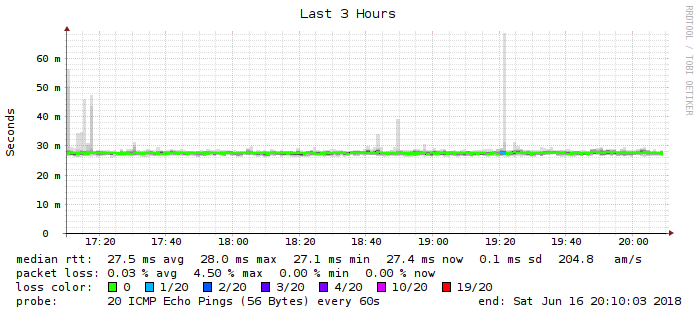 Last 3 Hours
RRDTOOL / TOBI OETIKER
Seconds
60 m
50 m
40 m
30 m
20 m
10 m
0
17:20 17:40 18:00 18:20 18:40 19:00 19:20 19:40 20:00
median rtt: 27.5 ms avg 28.0 ms max 27.1 ms min 27.4 ms now 0.1 ms sd 204.8 am/s
packet loss: 0.03 % avg 4.50 % max 0.00 % min 0.00 % now
loss color: 0 1/20 2/20 3/20 4/20 10/20 19/20
probe: 20 ICMP Echo Pings (56 Bytes) every 60s end: Sat Jun 16 20:10:03 2018